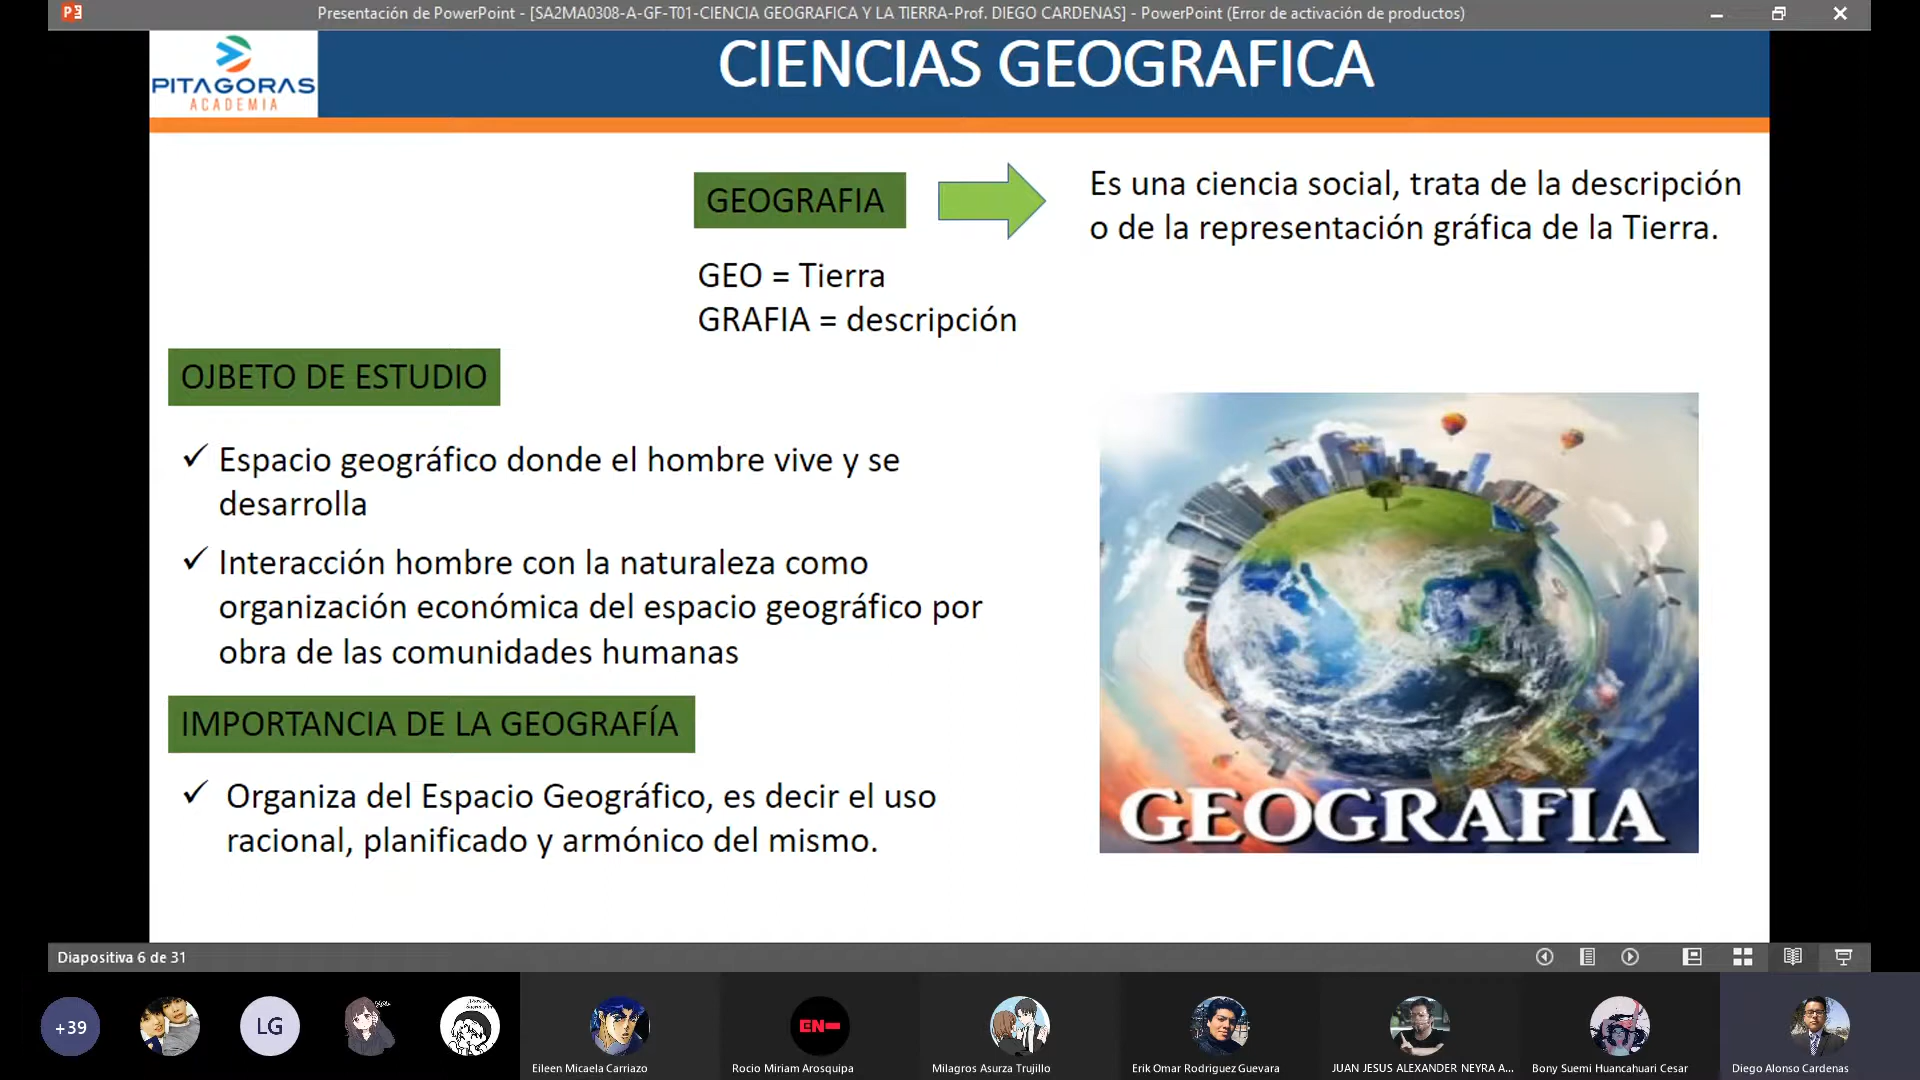 Presentación de PowerPoint - [SA2MA0308-A-GF-T01-CIENCIA GEOGRAFICA Y LA TIERRA-Prof. DIEGO CARDENAS] - PowerPoint (Error de activación de productos)
PITAGORAS
ACADEMIA
CIENCIAS GEOGRAFICA
GEOGRAFIA
Es una ciencia social, trata de la descripción
o de la representación gráfica de la Tierra.
GEO = Tierra
GRAFIA = descripción
OJBETO DE ESTUDIO
Espacio geográfico donde el hombre vive y se
desarrolla
Interacción hombre con la naturaleza como
organización económica del espacio geográfico por
obra de las comunidades humanas
IMPORTANCIA DE LA GEOGRAFÍA
Organiza del Espacio Geográfico, es decir el uso
racional, planificado y armónico del mismo.
GEOGRAFIA
Diapositiva 6 de 31
+39
LG
EN
Eileen Micaela Carriazo
Rocio Miriam Arosquipa
Milagros Asurza Trujillo
Erik Omar Rodriguez Guevara
JUAN JESUS ALEXANDER NEYRA A...
Bony Suemi Huancahuari Cesar
Diego Alonso Cardenas